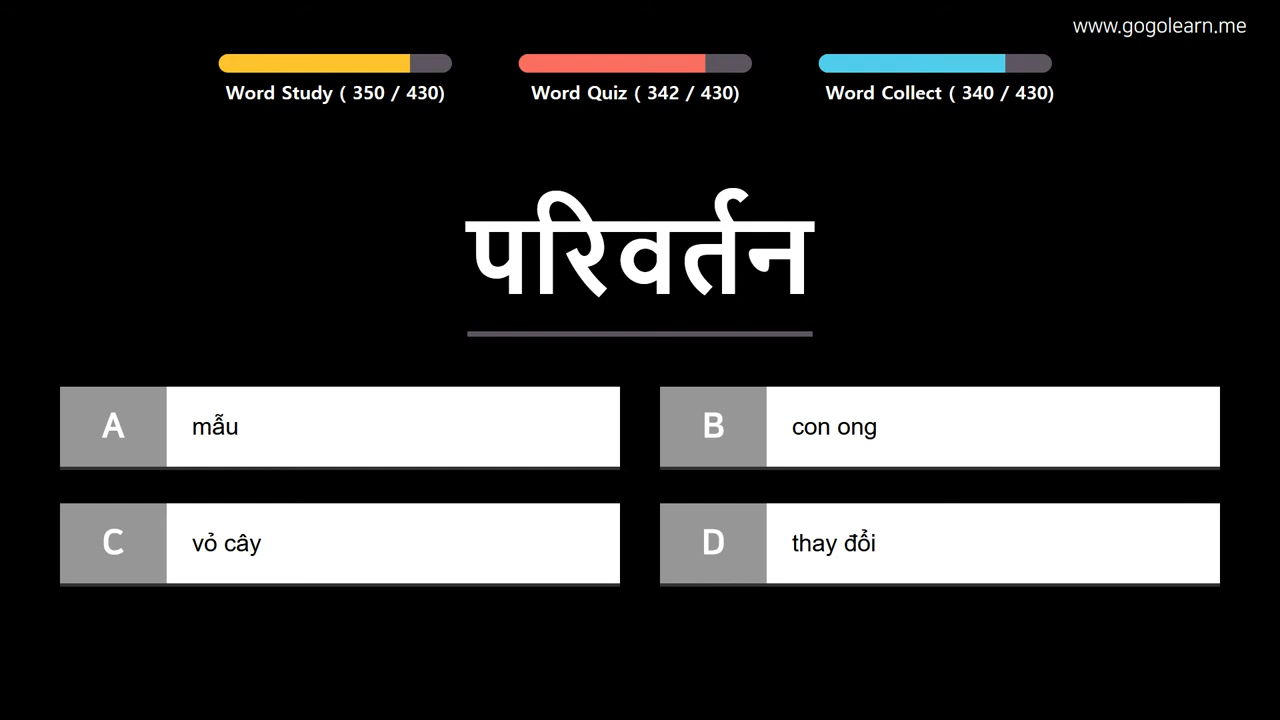 www.gogolearn.me
Word Study ( 350 / 430)
Word Quiz ( 342 / 430)
Word Collect ( 340 / 430)
परिवर्तन
A mẫu
B con ong
C vỏ cây
D thay đổi